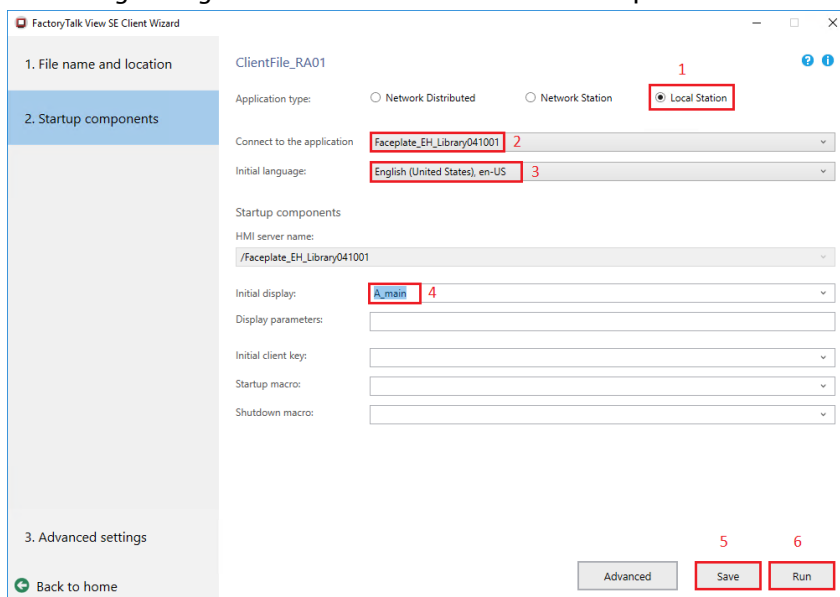 FactoryTalk View SE Client Wizard
1. File name and location
2. Startup components
3. Advanced settings
Back to home
ClientFile_RA01
1
Application type:
Network Distributed
Network Station
Local Station
Connect to the application
Faceplate_EH_Library041001
2
Initial language:
English (United States), en-US
3
Startup components
HMI server name:
/Faceplate_EH_Library041001
Initial display:
A_main
4
Display parameters:
Initial client key:
Startup macro:
Shutdown macro:
5
6
Advanced
Save
Run